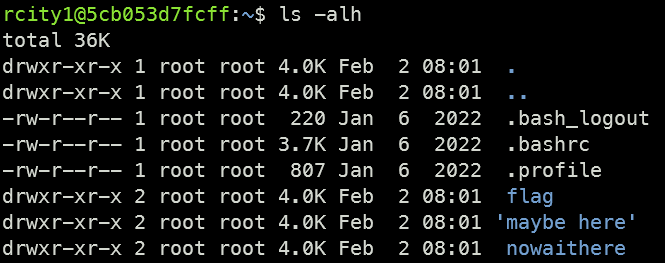 rcity1@5cb053d7fcff:~$ ls -alh
total 36K
drwxr-xr-x 1 root root 4.0K Feb  2 08:01  .
drwxr-xr-x 1 root root 4.0K Feb  2 08:01  ..
-rw-r--r-- 1 root root  220 Jan  6  2022  .bash_logout
-rw-r--r-- 1 root root 3.7K Jan  6  2022  .bashrc
-rw-r--r-- 1 root root  807 Jan  6  2022  .profile
drwxr-xr-x 2 root root 4.0K Feb  2 08:01  flag
drwxr-xr-x 2 root root 4.0K Feb  2 08:01 'maybe here'
drwxr-xr-x 2 root root 4.0K Feb  2 08:01  nowaithere